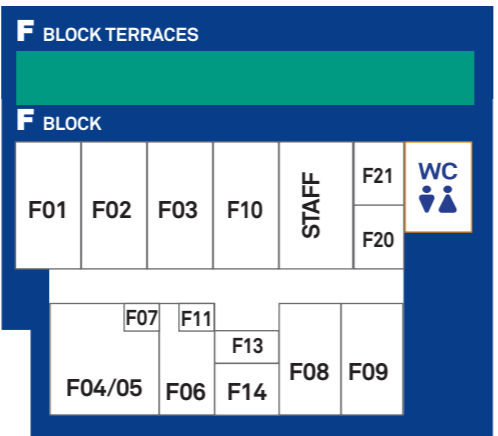 F BLOCK TERRACES
F BLOCK
F01
F02
F03
F10
STAFF
F21
WC
F20
F07
F11
F13
F04/05
F06
F14
F08
F09